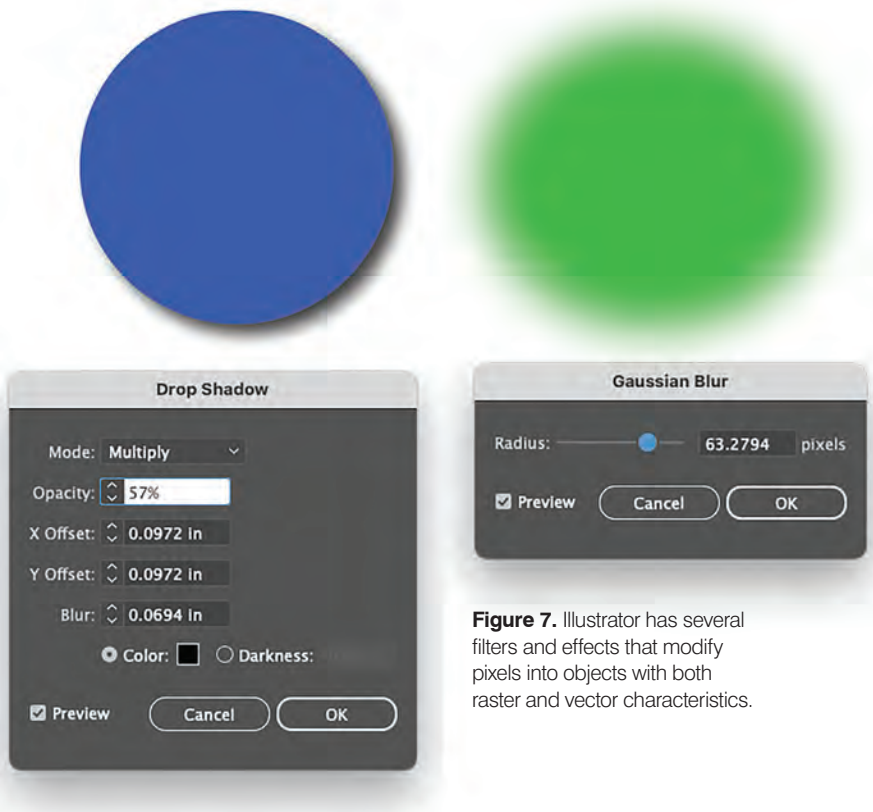 Drop Shadow
Mode: Multiply
Opacity: 57%
X Offset: 0.0972 in
Y Offset: 0.0972 in
Blur: 0.0694 in
Color: Darkness:
Preview Cancel OK
Gaussian Blur
Radius: 63.2794 pixels
Preview Cancel OK
Figure 7. Illustrator has several
filters and effects that modify
pixels into objects with both
raster and vector characteristics.